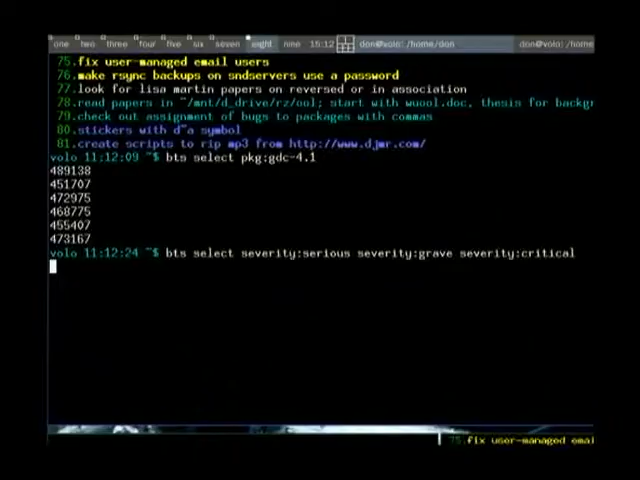 one two three four five six seven eight nine 15:12 don@volo: /home/don don@volo: /home
75.fix user-managed email users
76.make rsync backups on sndservers use a password
77.look for lisa martin papers on reversed or in association
78.read papers in ~/mnt/d_drive/rz/ool; start with wuool.doc, thesis for backgr
79.check out assignment of bugs to packages with commas
80.stickers with d^a symbol
81.create scripts to rip mp3 from http://www.djmr.com/
volo 11:12:09 ~$ bts select pkg:gdc-4.1
489138
451707
472975
468775
455407
473167
volo 11:12:24 ~$ bts select severity:serious severity:grave severity:critical
75.fix user-managed emai